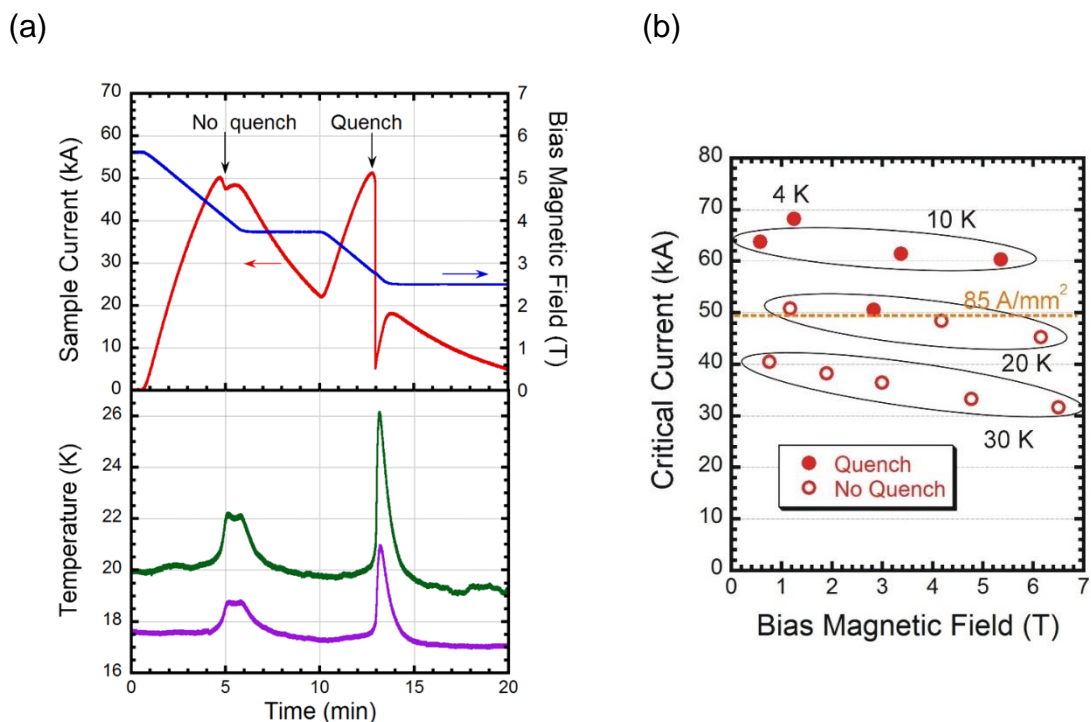 (a)
(b)
No quench
Quench
Sample Current (kA)
70
60
50
40
30
20
10
0
Bias Magnetic Field (T)
7
6
5
4
3
2
1
0
Temperature (K)
26
24
22
20
18
16
0
5
10
15
20
Time (min)
Critical Current (kA)
80
70
60
50
40
30
20
10
0
4 K
10 K
85 A/mm²
20 K
30 K
Quench
No Quench
0
1
2
3
4
5
6
7
Bias Magnetic Field (T)